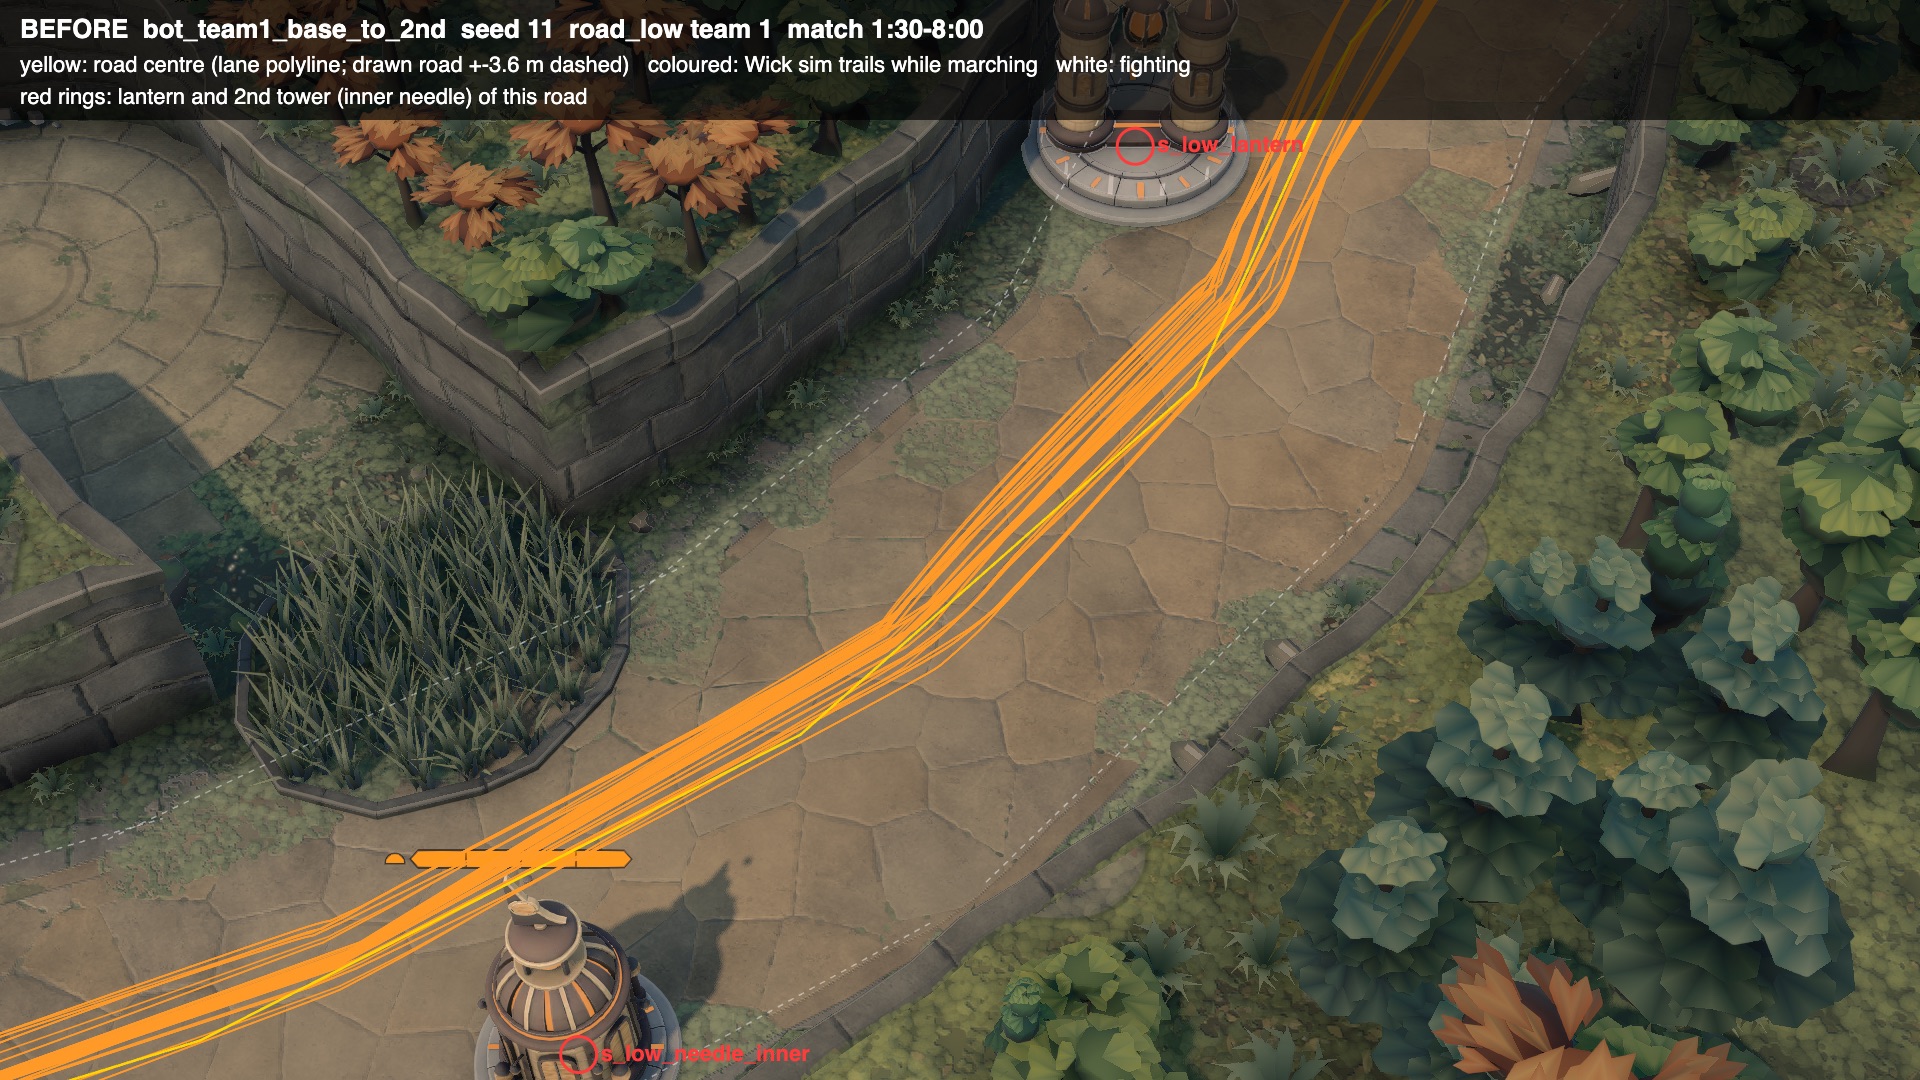 BEFORE bot_team1_base_to_2nd seed 11 road_low team 1 match 1:30-8:00
yellow: road centre (lane polyline; drawn road +-3.6 m dashed) coloured: Wick sim trails while marching white: fighting
red rings: lantern and 2nd tower (inner needle) of this road
s_low_lantern
s_low_needle_inner